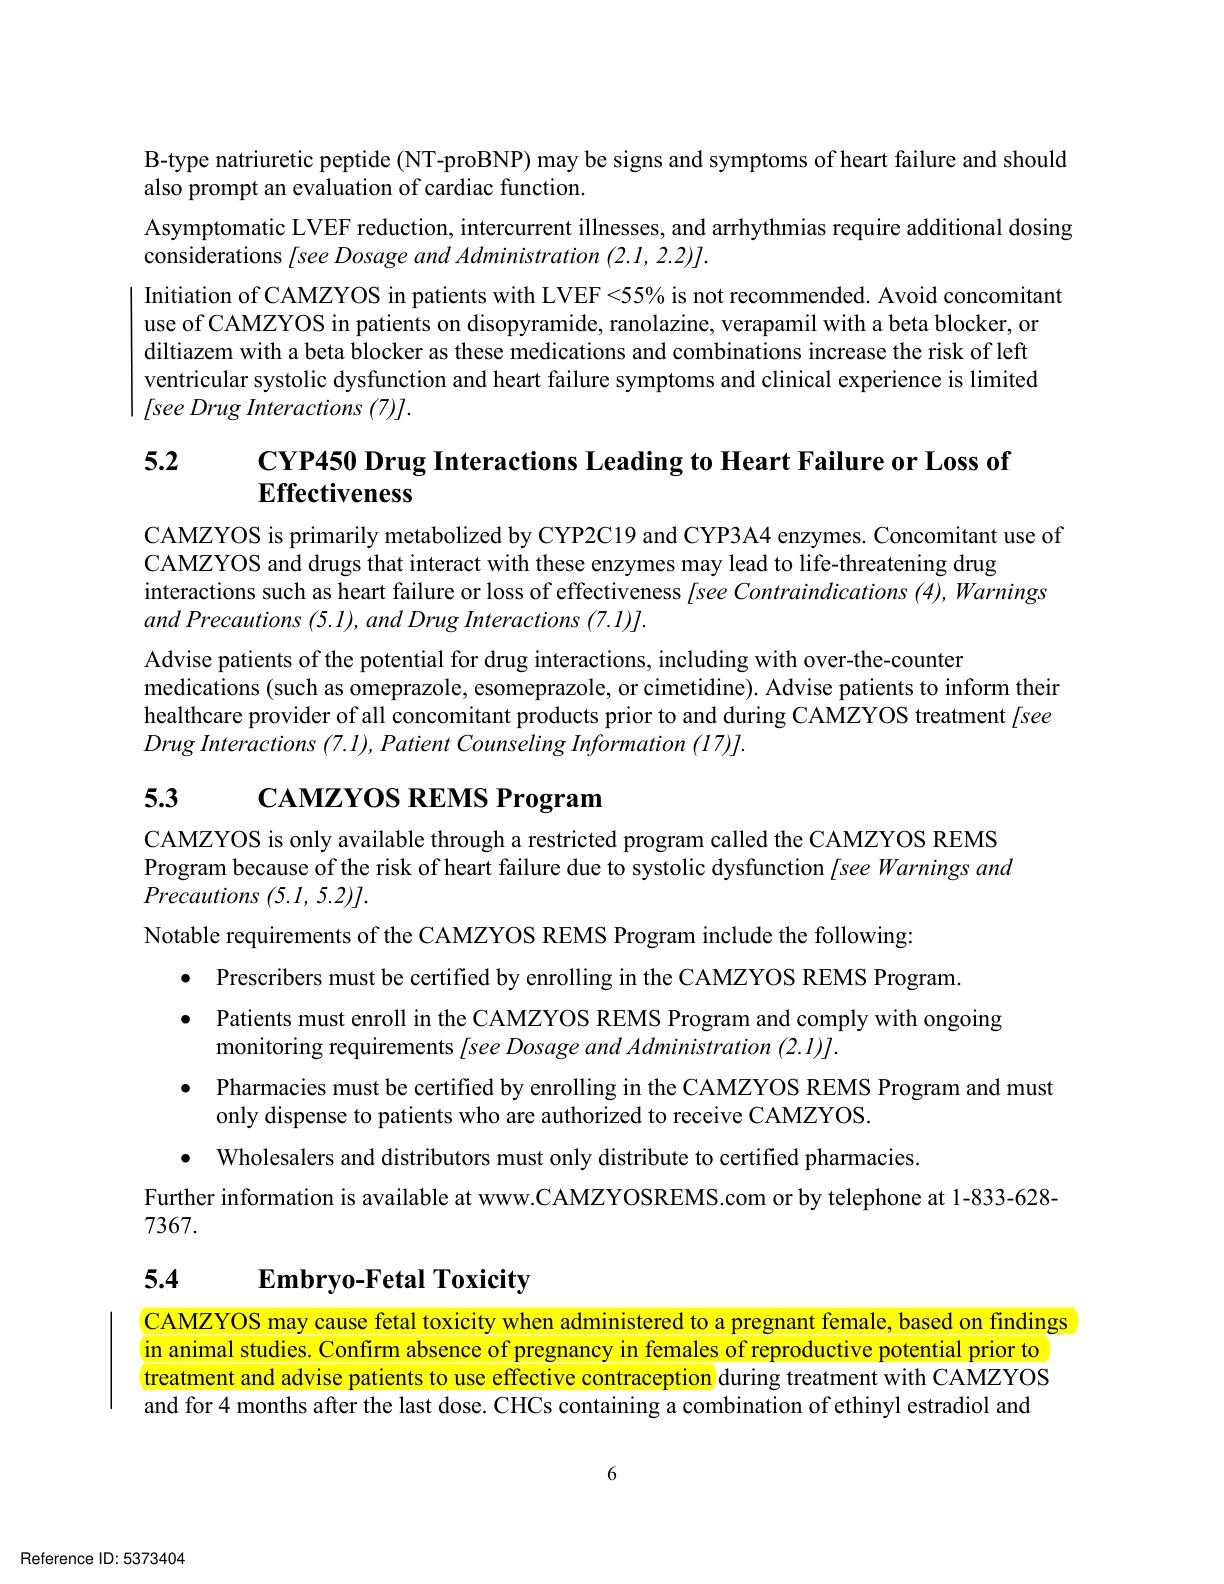 B-type natriuretic peptide (NT-proBNP) may be signs and symptoms of heart failure and should
also prompt an evaluation of cardiac function.
Asymptomatic LVEF reduction, intercurrent illnesses, and arrhythmias require additional dosing
considerations [see Dosage and Administration (2.1, 2.2)].
Initiation of CAMZYOS in patients with LVEF <55% is not recommended. Avoid concomitant
use of CAMZYOS in patients on disopyramide, ranolazine, verapamil with a beta blocker, or
diltiazem with a beta blocker as these medications and combinations increase the risk of left
ventricular systolic dysfunction and heart failure symptoms and clinical experience is limited
[see Drug Interactions (7)].
5.2 CYP450 Drug Interactions Leading to Heart Failure or Loss of
Effectiveness
CAMZYOS is primarily metabolized by CYP2C19 and CYP3A4 enzymes. Concomitant use of
CAMZYOS and drugs that interact with these enzymes may lead to life-threatening drug
interactions such as heart failure or loss of effectiveness [see Contraindications (4), Warnings
and Precautions (5.1), and Drug Interactions (7.1)].
Advise patients of the potential for drug interactions, including with over-the-counter
medications (such as omeprazole, esomeprazole, or cimetidine). Advise patients to inform their
healthcare provider of all concomitant products prior to and during CAMZYOS treatment [see
Drug Interactions (7.1), Patient Counseling Information (17)].
5.3 CAMZYOS REMS Program
CAMZYOS is only available through a restricted program called the CAMZYOS REMS
Program because of the risk of heart failure due to systolic dysfunction [see Warnings and
Precautions (5.1, 5.2)].
Notable requirements of the CAMZYOS REMS Program include the following:
• Prescribers must be certified by enrolling in the CAMZYOS REMS Program.
• Patients must enroll in the CAMZYOS REMS Program and comply with ongoing
monitoring requirements [see Dosage and Administration (2.1)].
• Pharmacies must be certified by enrolling in the CAMZYOS REMS Program and must
only dispense to patients who are authorized to receive CAMZYOS.
• Wholesalers and distributors must only distribute to certified pharmacies.
Further information is available at www.CAMZYOSREMS.com or by telephone at 1-833-628-
7367.
5.4 Embryo-Fetal Toxicity
CAMZYOS may cause fetal toxicity when administered to a pregnant female, based on findings
in animal studies. Confirm absence of pregnancy in females of reproductive potential prior to
treatment and advise patients to use effective contraception during treatment with CAMZYOS
and for 4 months after the last dose. CHCs containing a combination of ethinyl estradiol and
6
Reference ID: 5373404